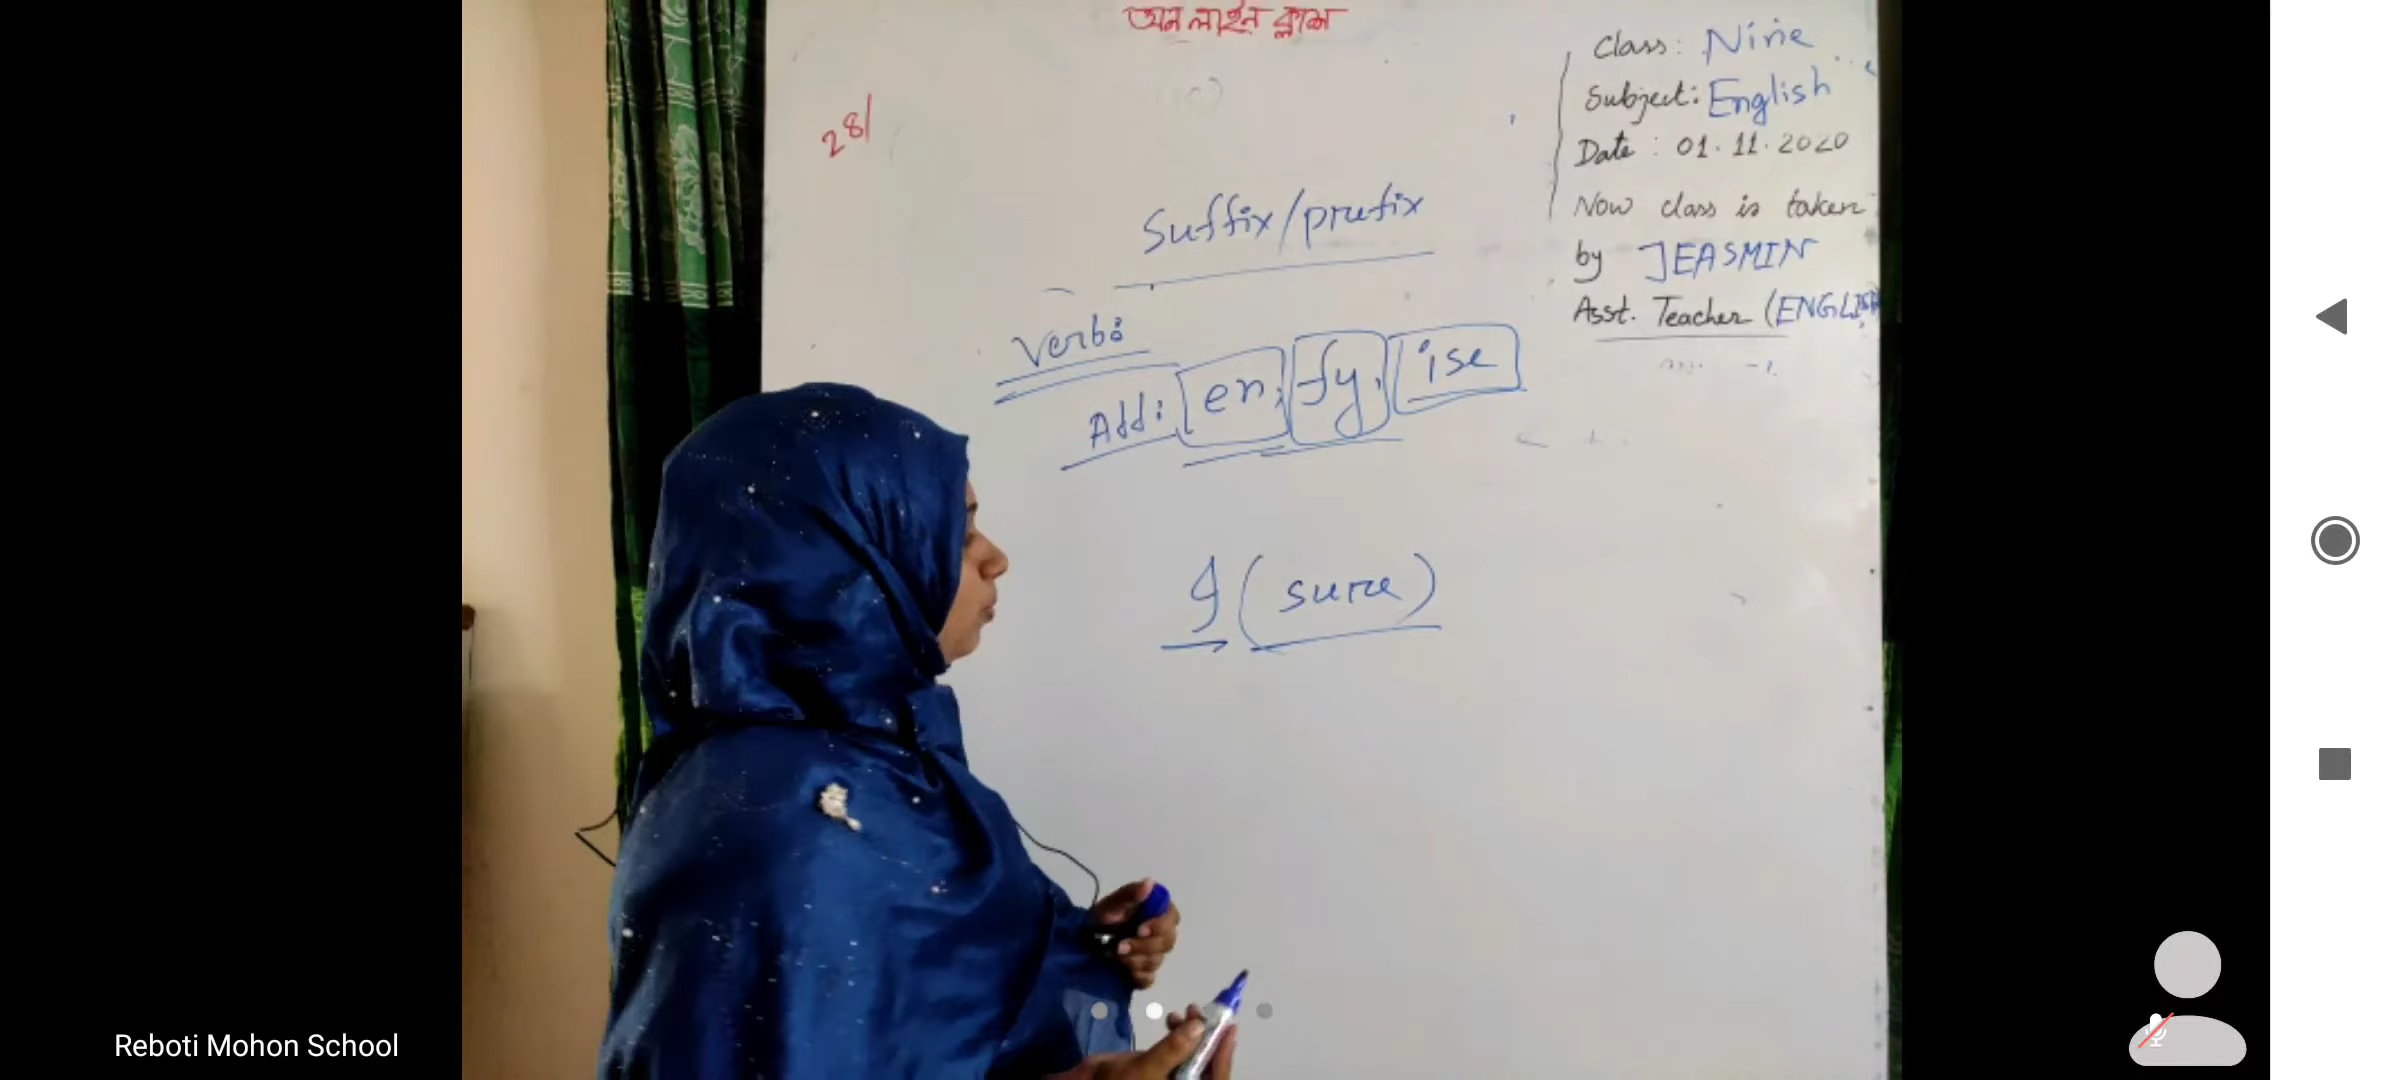 অন লাইন ক্লাশ
28/
Class: Nine
Subject: English
Date: 01.11.2020
Now class is taken
by JEASMIN
Asst. Teacher (ENGLISH
Suffix/prefix
Verb:
Add: en, fy, ise
I (sure)
Reboti Mohon School